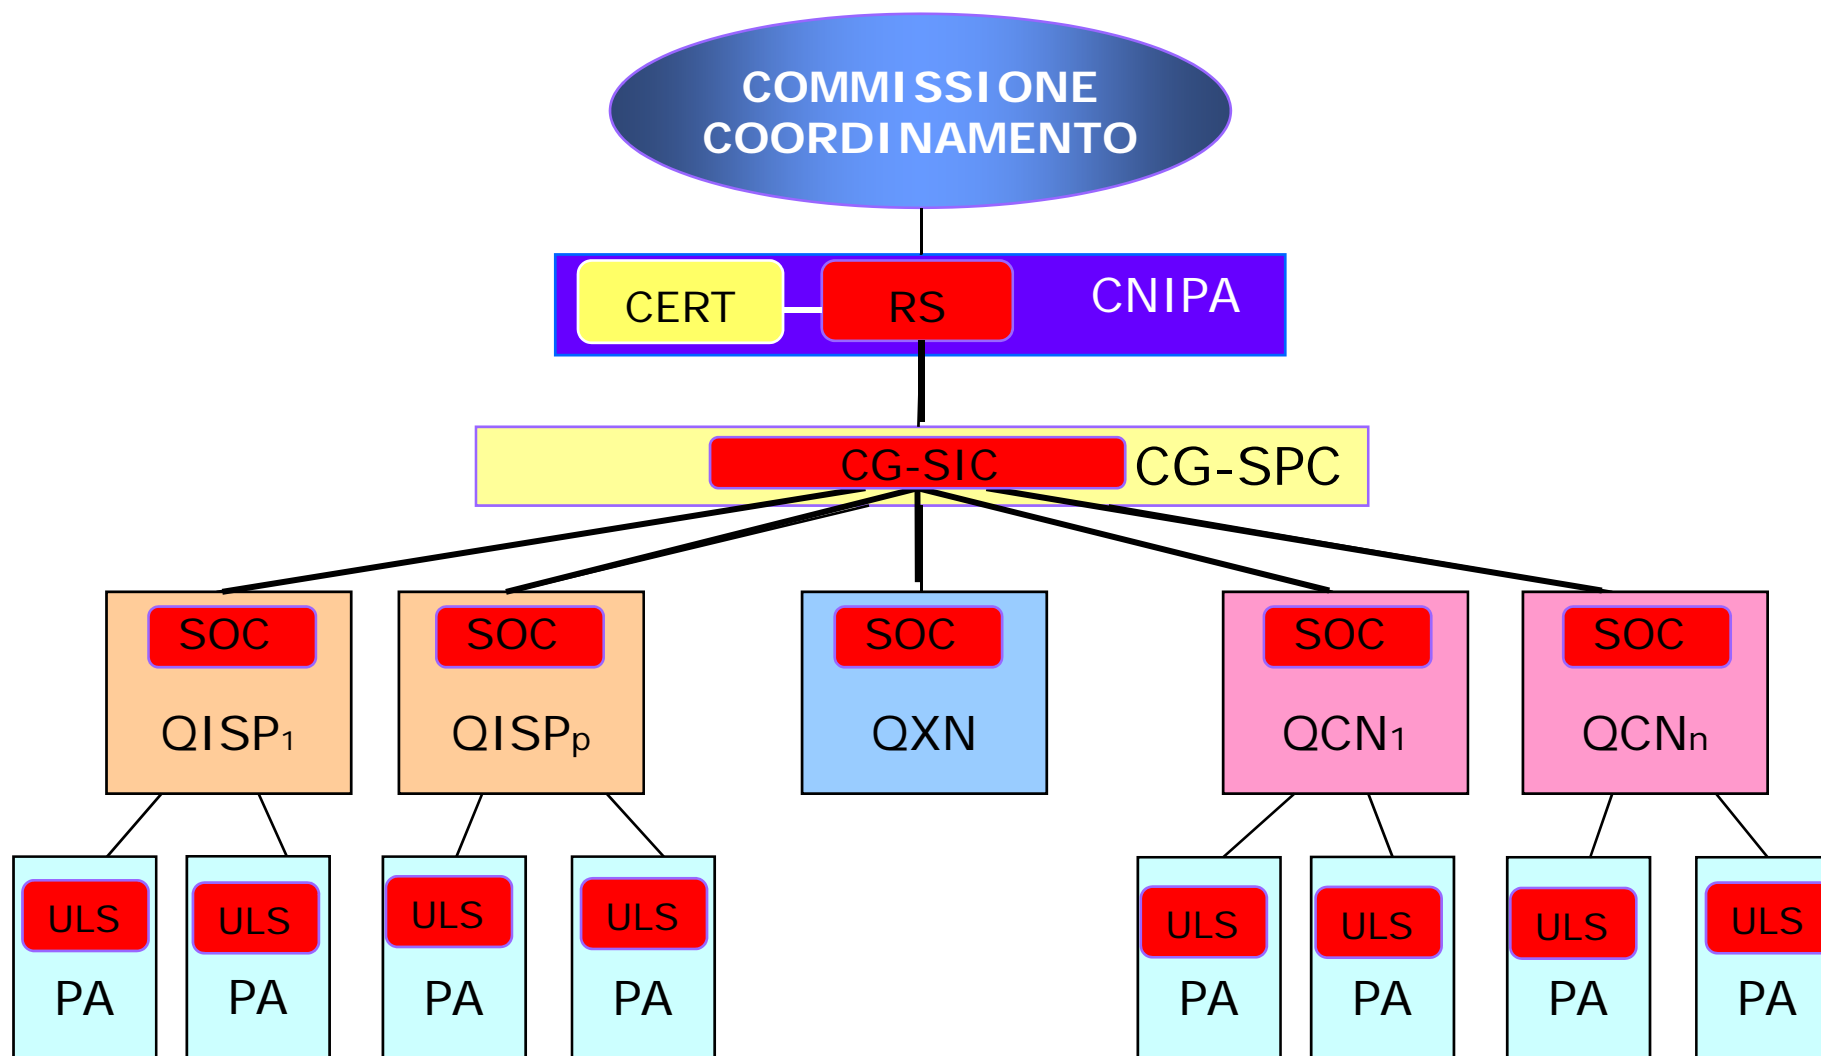 COMMISSIONE
COORDINAMENTO
CERT
RS
CNIPA
CG-SIC
CG-SPC
SOC
SOC
SOC
SOC
SOC
QISP1
QISPp
QXN
QCN1
QCNn
ULS
ULS
ULS
ULS
ULS
ULS
ULS
ULS
PA
PA
PA
PA
PA
PA
PA
PA